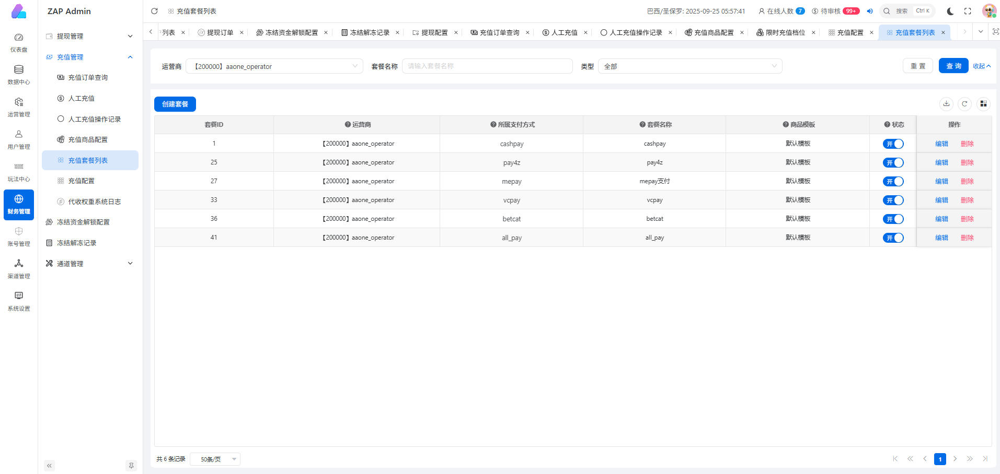 ZAP Admin
充值套餐列表
巴西/圣保罗: 2025-09-25 05:57:41
在线人数 7
待审核 99+
搜索 Ctrl K
列表
提现订单
冻结资金解锁配置
冻结解冻记录
提现配置
充值订单查询
人工充值
人工充值操作记录
充值商品配置
限时充值档位
充值配置
充值套餐列表
仪表盘
数据中心
运营管理
用户管理
玩法中心
财务管理
账号管理
渠道管理
系统设置
提现管理
充值管理
充值订单查询
人工充值
人工充值操作记录
充值商品配置
充值套餐列表
充值配置
代收权重系统日志
冻结资金解锁配置
冻结解冻记录
通道管理
运营商 【200000】aaone_operator 套餐名称 请输入套餐名称 类型 全部 重 置 查 询 收起
创建套餐
套餐ID 运营商 所属支付方式 套餐名称 商品模板 状态 操作
1 【200000】aaone_operator cashpay cashpay 默认模板 开 编辑 删除
25 【200000】aaone_operator pay4z pay4z 默认模板 开 编辑 删除
27 【200000】aaone_operator mepay mepay支付 默认模板 开 编辑 删除
33 【200000】aaone_operator vcpay vcpay 默认模板 开 编辑 删除
36 【200000】aaone_operator betcat betcat 默认模板 开 编辑 删除
41 【200000】aaone_operator all_pay all_pay 默认模板 开 编辑 删除
共 6 条记录 50条/页 1